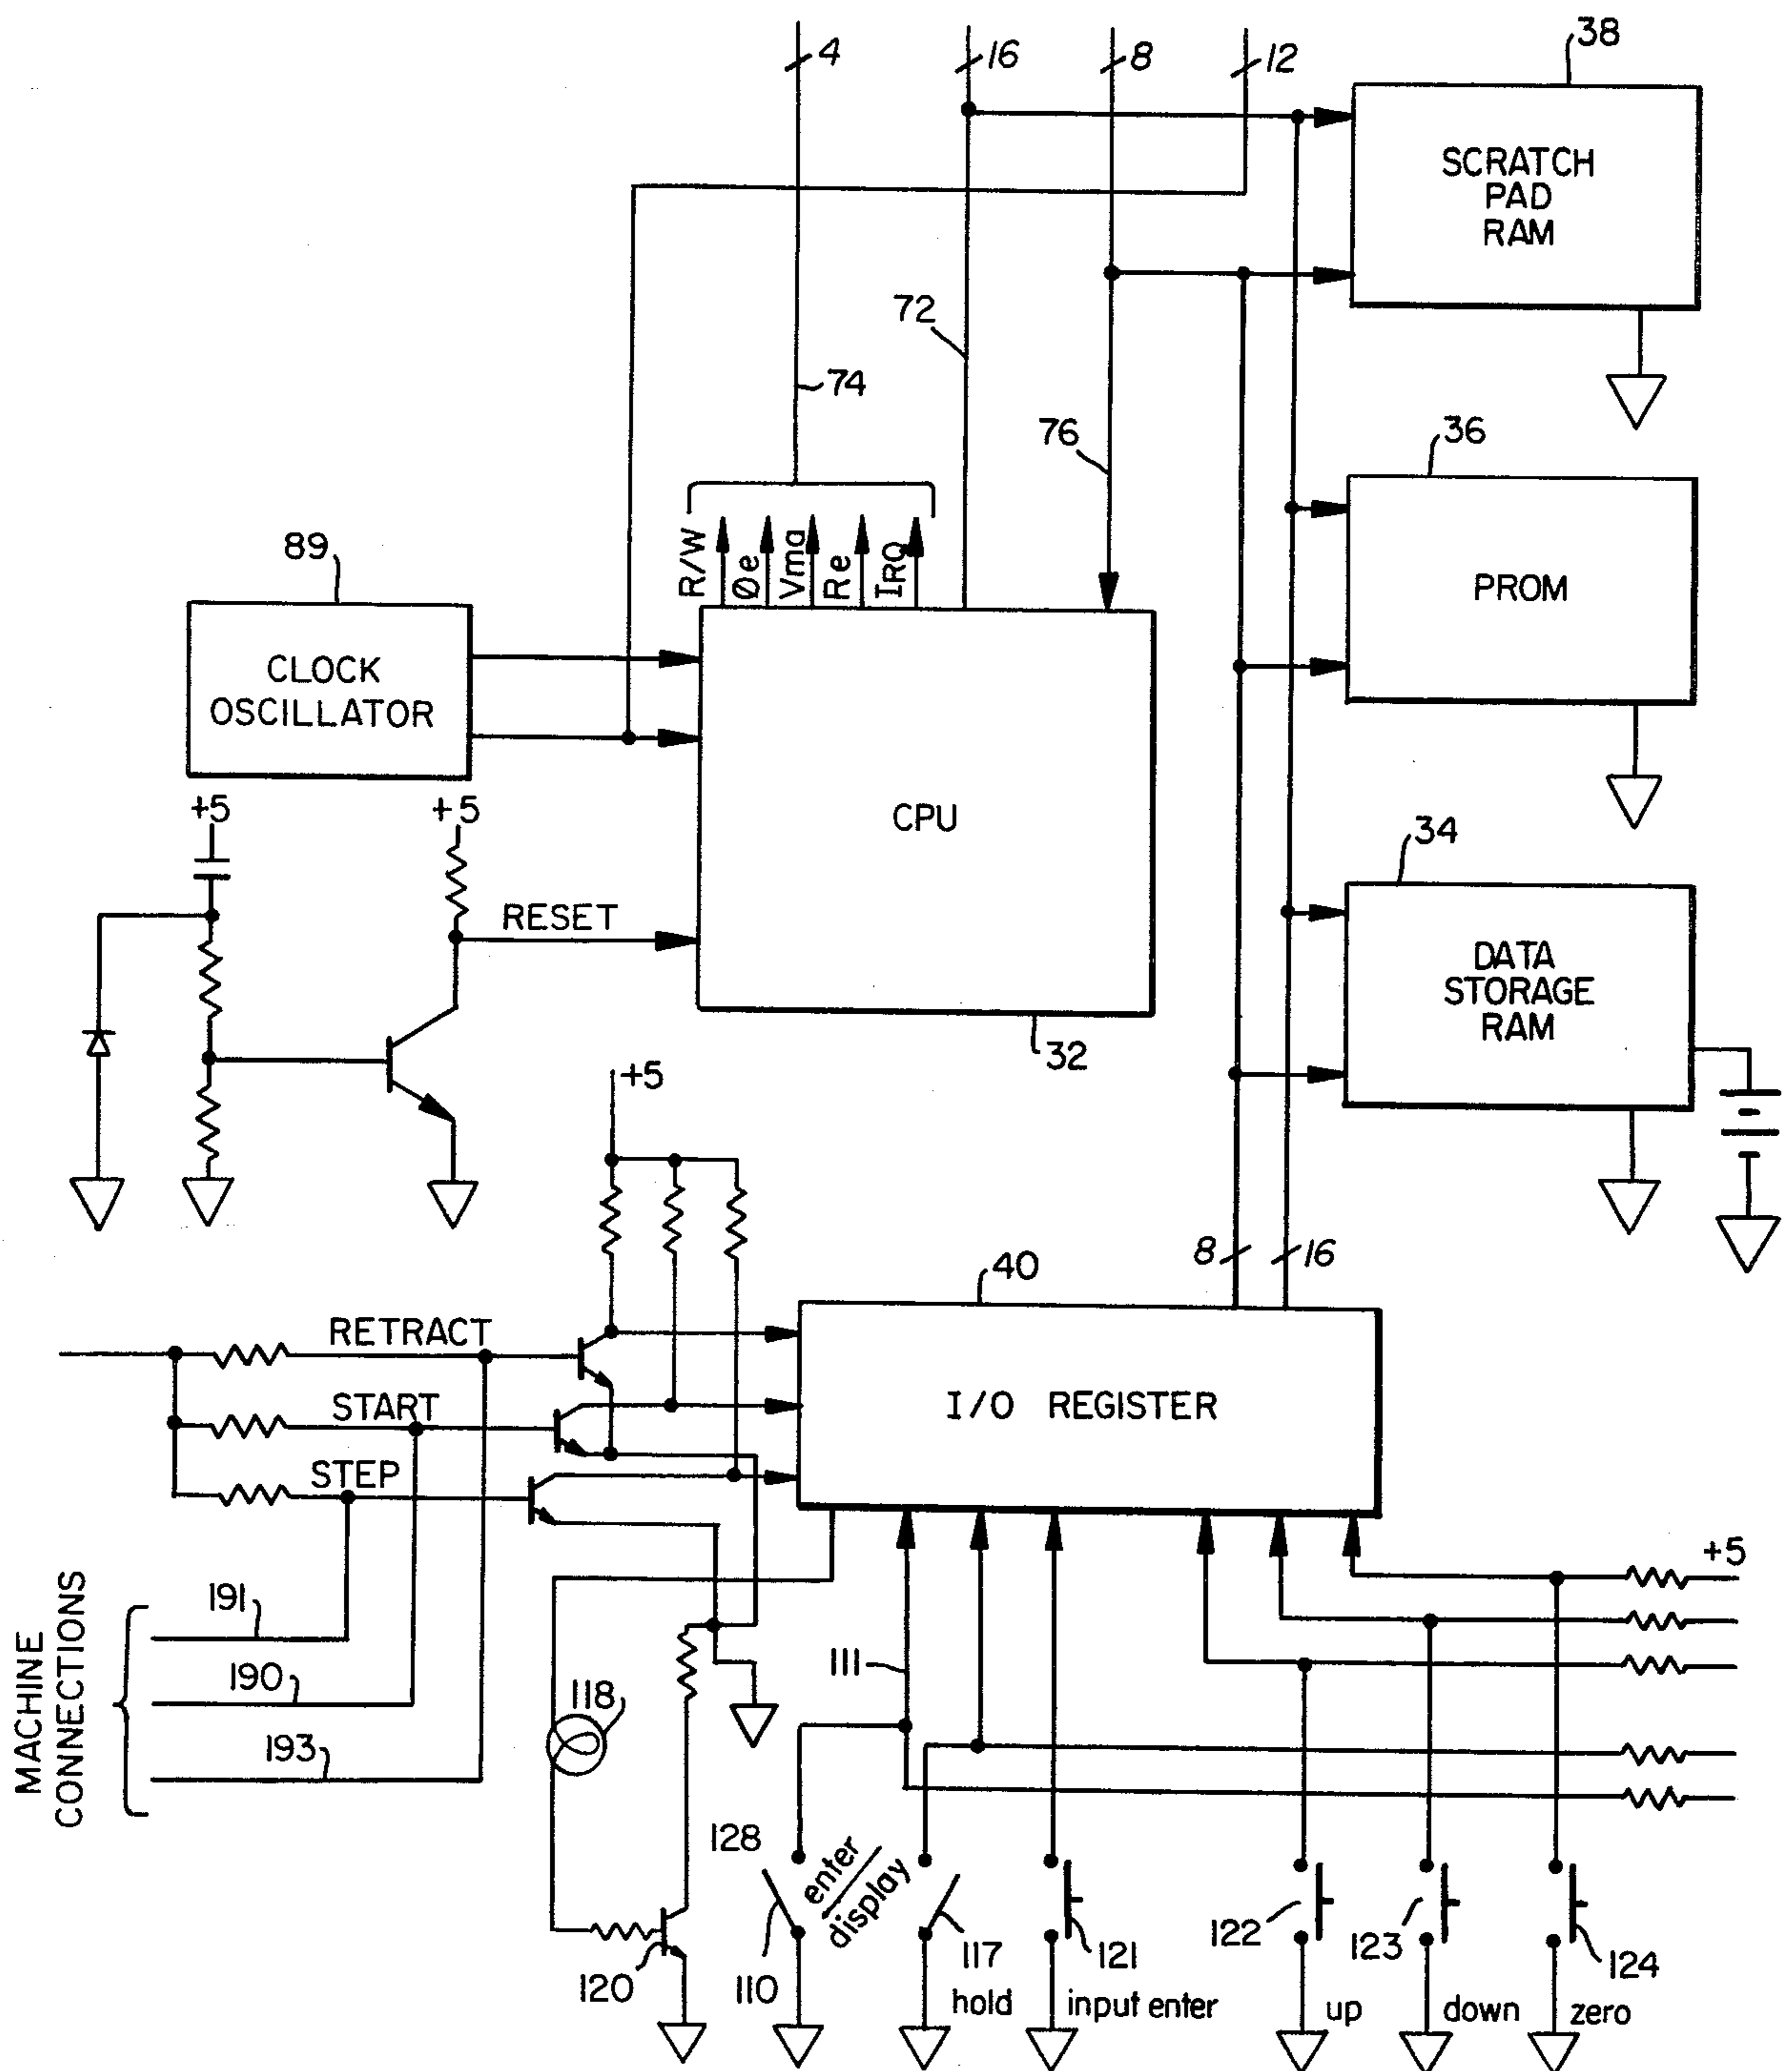 4
16
8
12
38
SCRATCH
PAD
RAM
72
74
76
36
PROM
89
CLOCK
OSCILLATOR
R/W
Øe
Vma
Re
IRQ
CPU
32
34
DATA
STORAGE
RAM
+5
+5
RESET
+5
8
16
40
I/O REGISTER
RETRACT
START
STEP
MACHINE
CONNECTIONS
191
190
193
118
120
111
+5
128
enter
display
110
117
hold
121
input enter
122
up
123
down
124
zero